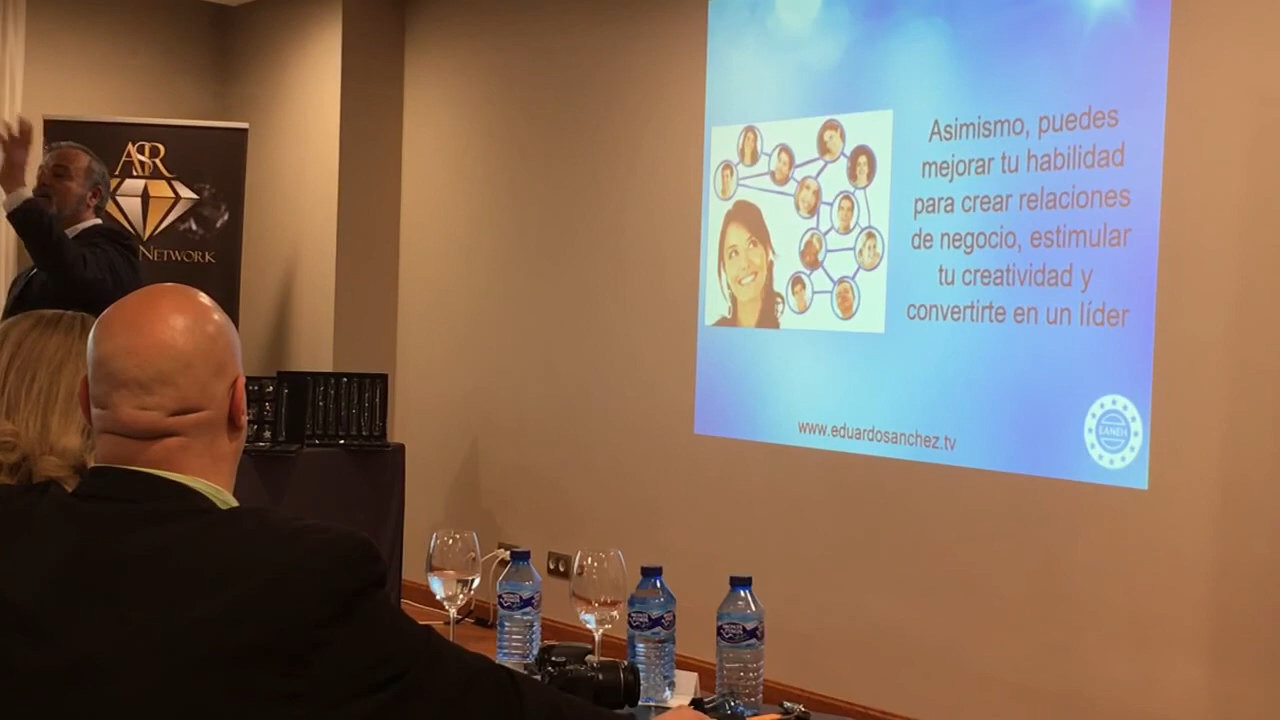 ASR
NETWORK
Asimismo, puedes
mejorar tu habilidad
para crear relaciones
de negocio, estimular
tu creatividad y
convertirte en un líder
www.eduardosanchez.tv
EANEH